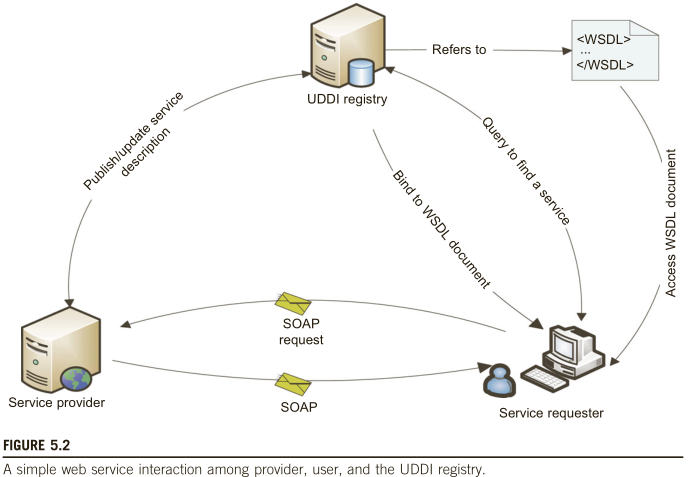 <WSDL>
...
</WSDL>
Refers to
UDDI registry
Publish/update service
description
Query to find a service
Bind to WSDL document
Access WSDL document
SOAP
request
SOAP
Service provider
Service requester
FIGURE 5.2
A simple web service interaction among provider, user, and the UDDI registry.